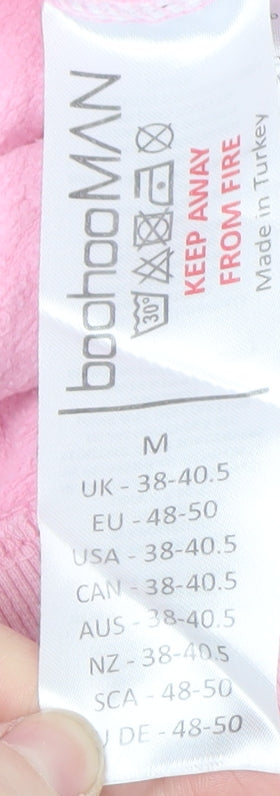 boohooMAN
30°
KEEP AWAY
FROM FIRE
Made in Turkey
M
UK - 38-40.5
EU - 48-50
USA - 38-40.5
CAN - 38-40.5
AUS - 38-40.5
NZ - 38-40.5
SCA - 48-50
DE - 48-50